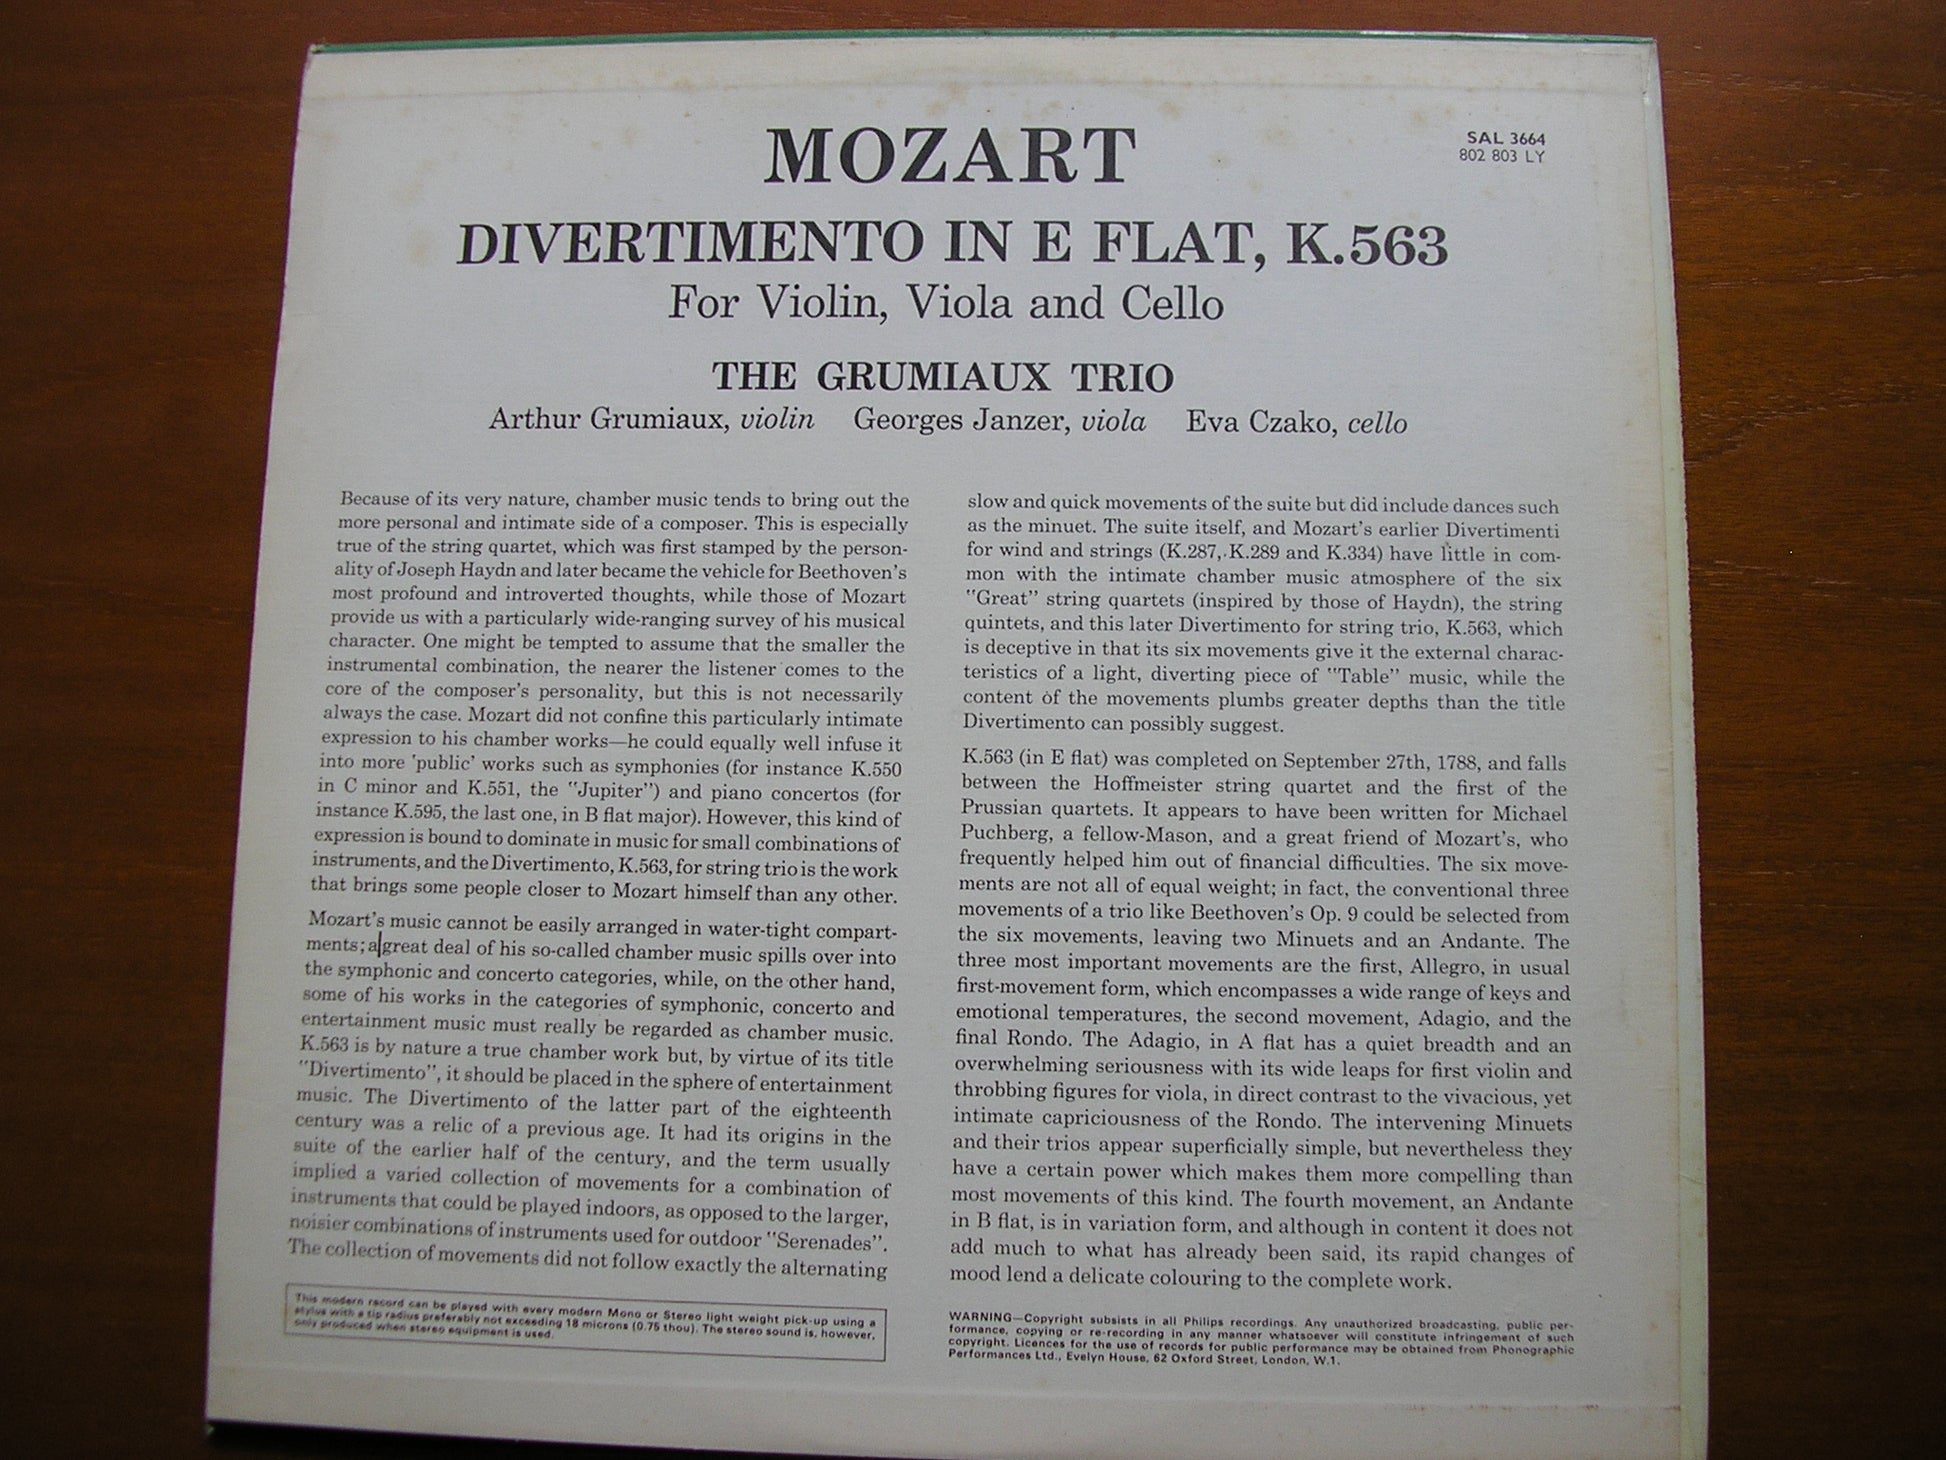 MOZART
SAL 3664
802 803 LY
DIVERTIMENTO IN E FLAT, K.563
For Violin, Viola and Cello
THE GRUMIAUX TRIO
Arthur Grumiaux, violin Georges Janzer, viola Eva Czako, cello
Because of its very nature, chamber music tends to bring out the
more personal and intimate side of a composer. This is especially
true of the string quartet, which was first stamped by the person-
ality of Joseph Haydn and later became the vehicle for Beethoven's
most profound and introverted thoughts, while those of Mozart
provide us with a particularly wide-ranging survey of his musical
character. One might be tempted to assume that the smaller the
instrumental combination, the nearer the listener comes to the
core of the composer's personality, but this is not necessarily
always the case. Mozart did not confine this particularly intimate
expression to his chamber works—he could equally well infuse it
into more 'public' works such as symphonies (for instance K.550
in C minor and K.551, the "Jupiter") and piano concertos (for
instance K.595, the last one, in B flat major). However, this kind of
expression is bound to dominate in music for small combinations of
instruments, and the Divertimento, K.563, for string trio is the work
that brings some people closer to Mozart himself than any other.
Mozart's music cannot be easily arranged in water-tight compart-
ments; a great deal of his so-called chamber music spills over into
the symphonic and concerto categories, while, on the other hand,
some of his works in the categories of symphonic, concerto and
entertainment music must really be regarded as chamber music.
K.563 is by nature a true chamber work but, by virtue of its title
"Divertimento", it should be placed in the sphere of entertainment
music. The Divertimento of the latter part of the eighteenth
century was a relic of a previous age. It had its origins in the
suite of the earlier half of the century, and the term usually
implied a varied collection of movements for a combination of
instruments that could be played indoors, as opposed to the larger,
noisier combinations of instruments used for outdoor "Serenades".
The collection of movements did not follow exactly the alternating
This modern record can be played with every modern Mono or Stereo light weight pick-up using a
stylus with a tip radius preferably not exceeding 18 microns (0.75 thou). The stereo sound is, however,
only produced when stereo equipment is used.
slow and quick movements of the suite but did include dances such
as the minuet. The suite itself, and Mozart's earlier Divertimenti
for wind and strings (K.287, K.289 and K.334) have little in com-
mon with the intimate chamber music atmosphere of the six
"Great" string quartets (inspired by those of Haydn), the string
quintets, and this later Divertimento for string trio, K.563, which
is deceptive in that its six movements give it the external charac-
teristics of a light, diverting piece of "Table" music, while the
content of the movements plumbs greater depths than the title
Divertimento can possibly suggest.
K.563 (in E flat) was completed on September 27th, 1788, and falls
between the Hoffmeister string quartet and the first of the
Prussian quartets. It appears to have been written for Michael
Puchberg, a fellow-Mason, and a great friend of Mozart's, who
frequently helped him out of financial difficulties. The six move-
ments are not all of equal weight; in fact, the conventional three
movements of a trio like Beethoven's Op. 9 could be selected from
the six movements, leaving two Minuets and an Andante. The
three most important movements are the first, Allegro, in usual
first-movement form, which encompasses a wide range of keys and
emotional temperatures, the second movement, Adagio, and the
final Rondo. The Adagio, in A flat has a quiet breadth and an
overwhelming seriousness with its wide leaps for first violin and
throbbing figures for viola, in direct contrast to the vivacious, yet
intimate capriciousness of the Rondo. The intervening Minuets
and their trios appear superficially simple, but nevertheless they
have a certain power which makes them more compelling than
most movements of this kind. The fourth movement, an Andante
in B flat, is in variation form, and although in content it does not
add much to what has already been said, its rapid changes of
mood lend a delicate colouring to the complete work.
WARNING—Copyright subsists in all Philips recordings. Any unauthorized broadcasting, public per-
formance, copying or re-recording in any manner whatsoever will constitute infringement of such
copyright. Licences for the use of records for public performance may be obtained from Phonographic
Performances Ltd., Evelyn House, 62 Oxford Street, London, W.1.